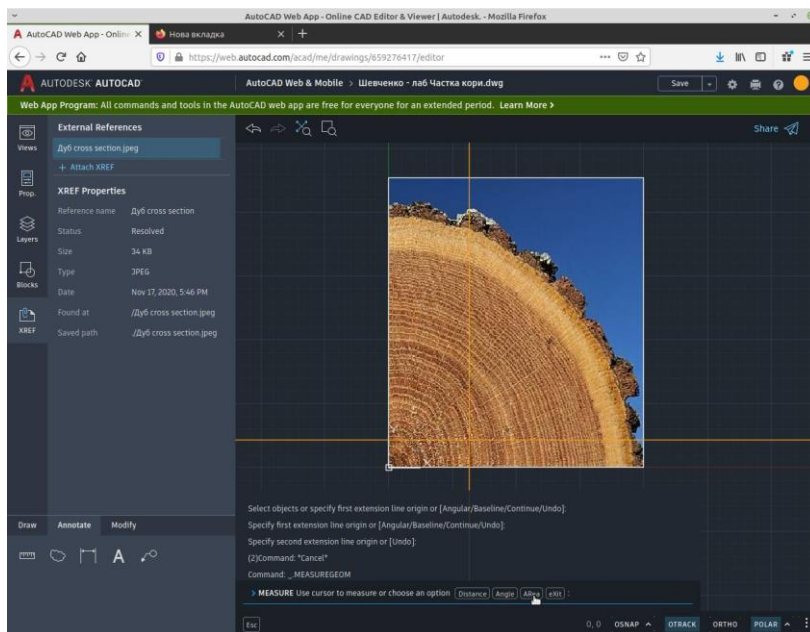 AutoCAD Web App - Online CAD Editor & Viewer | Autodesk. - Mozilla Firefox
AutoCAD Web App - Online
Нова вкладка
https://web.autocad.com/acad/me/drawings/659276417/editor
AUTODESK® AUTOCAD®
AutoCAD Web & Mobile > Шевченко - лаб Частка кори.dwg
Save
Web App Program: All commands and tools in the AutoCAD web app are free for everyone for an extended period. Learn More >
Views
Prop.
Layers
Blocks
XREF
External References
Дуб cross section.jpeg
+ Attach XREF
XREF Properties
Reference name Дуб cross section
Status Resolved
Size 34 KB
Type JPEG
Date Nov 17, 2020, 5:46 PM
Found at /Дуб cross section.jpeg
Saved path ./Дуб cross section.jpeg
Share
Draw Annotate Modify
A
Select objects or specify first extension line origin or [Angular/Baseline/Continue/Undo]:
Specify first extension line origin or [Angular/Baseline/Continue/Undo]:
Specify second extension line origin or [Undo]:
(2)Command: *Cancel*
Command: _.MEASUREGEOM
> MEASURE Use cursor to measure or choose an option Distance Angle ARea eXit :
Esc
0, 0 OSNAP OTRACK ORTHO POLAR